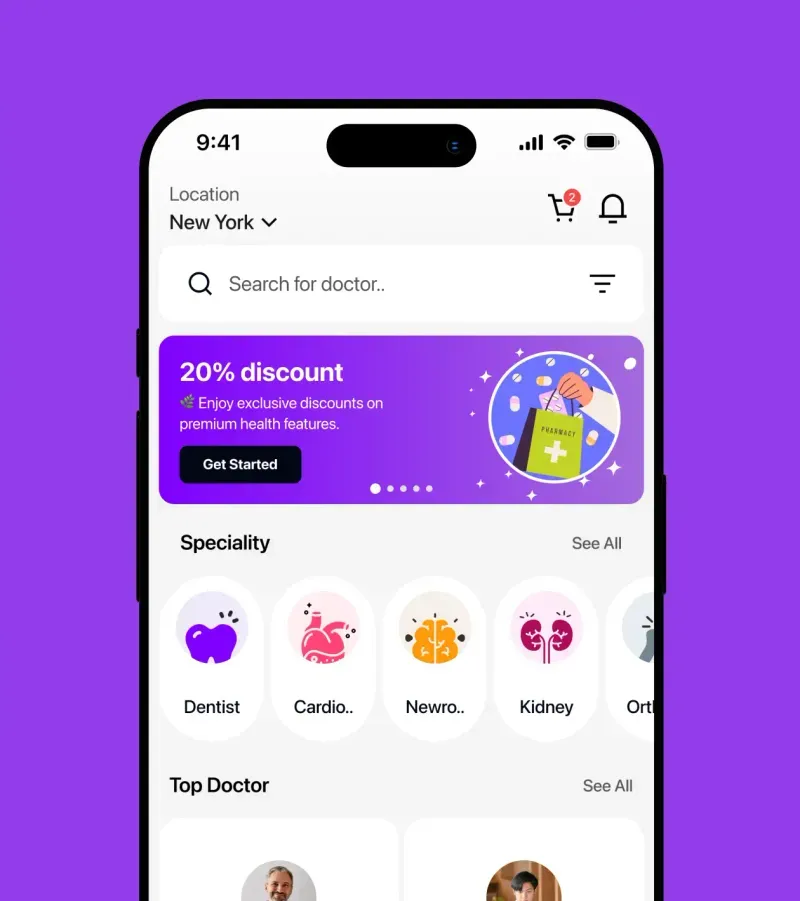 9:41
Location
New York
2
Search for doctor..
20% discount
🌿 Enjoy exclusive discounts on
premium health features.
Get Started
PHARMACY
Speciality
See All
Dentist
Cardio..
Newro..
Kidney
Ort
Top Doctor
See All